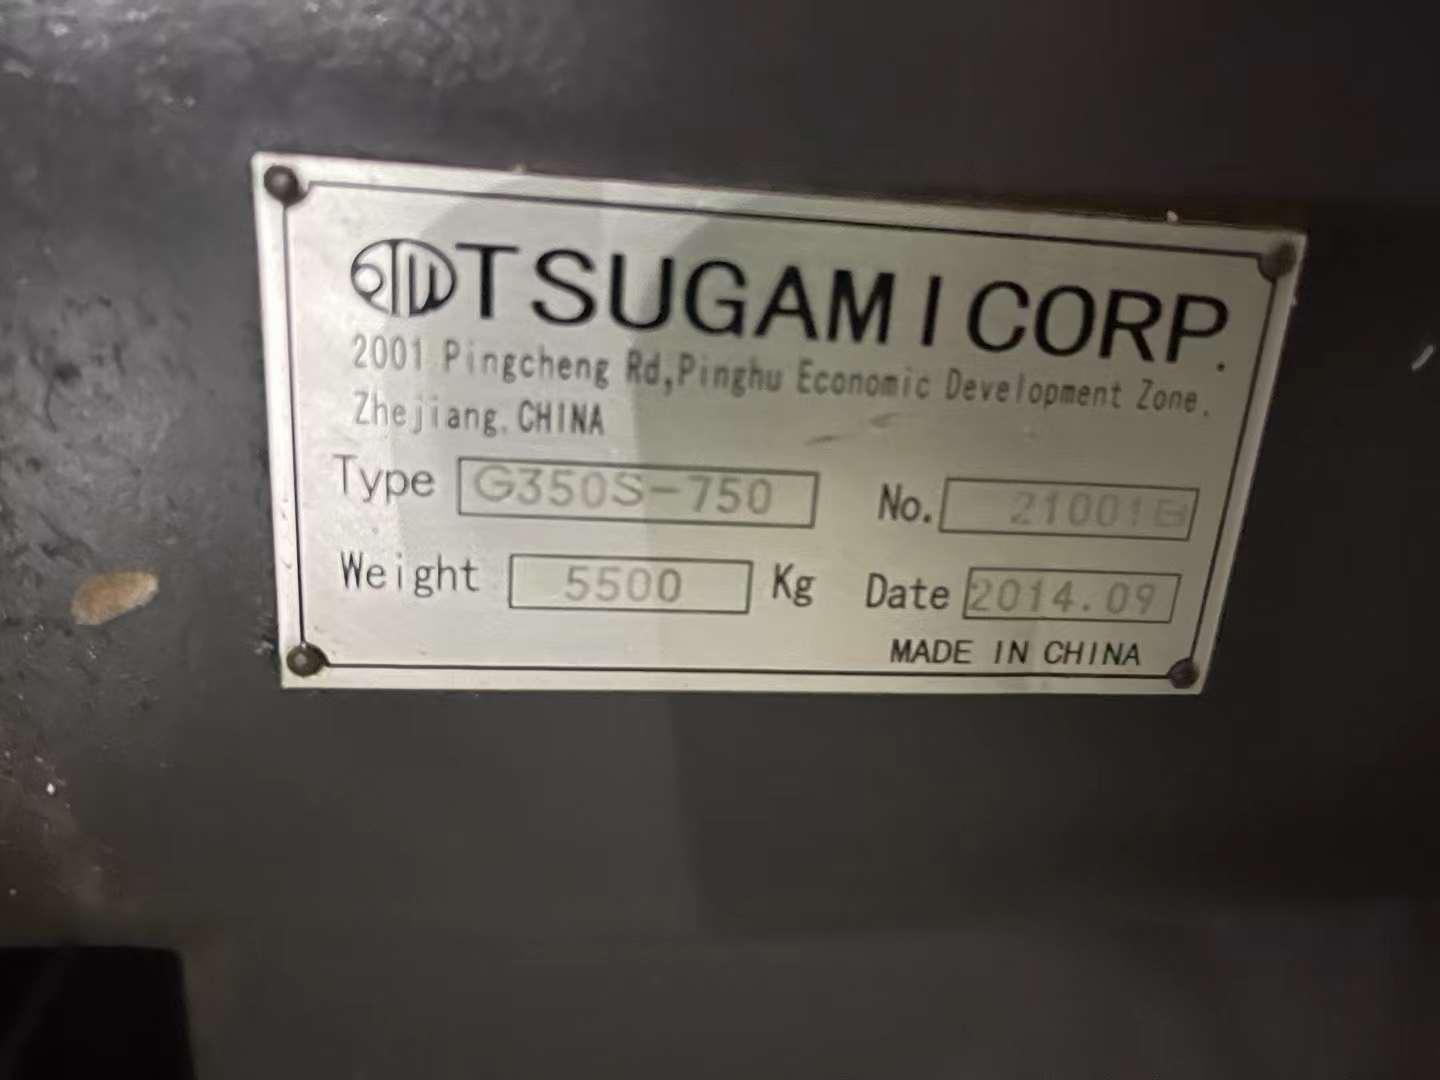 TSUGAMI CORP.
2001 Pingcheng Rd,Pinghu Economic Development Zone.
Zhejiang.CHINA
Type G350S-750 No.
Weight 5500 Kg Date 2014.09
MADE IN CHINA